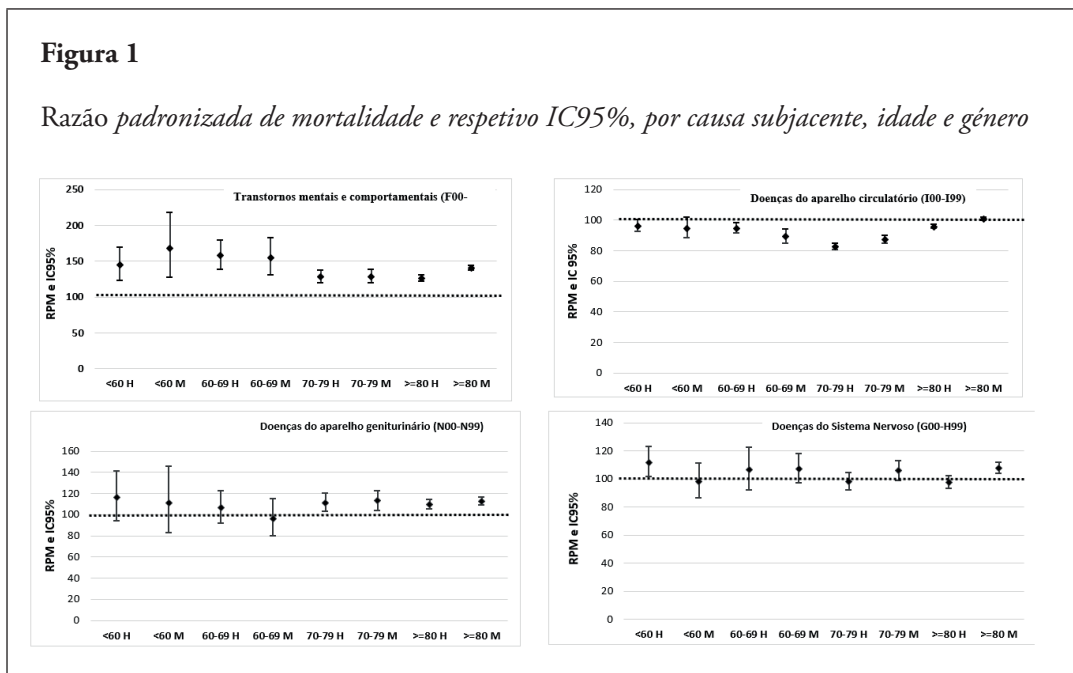 Figura 1
Razão padronizada de mortalidade e respetivo IC95%, por causa subjacente, idade e género
Transtornos mentais e comportamentais (F00-
RPM e IC95%
250
200
150
100
50
0
<60 H <60 M 60-69 H 60-69 M 70-79 H 70-79 M >=80 H >=80 M
Doenças do aparelho circulatório (I00-I99)
RPM e IC 95%
120
100
80
60
40
20
0
<60 H <60 M 60-69 H 60-69 M 70-79 H 70-79 M >=80 H >=80 M
Doenças do aparelho geniturinário (N00-N99)
RPM e IC95%
160
140
120
100
80
60
40
20
0
<60 H <60 M 60-69 H 60-69 M 70-79 H 70-79 M >=80 H >=80 M
Doenças do Sistema Nervoso (G00-H99)
RPM e IC95%
140
120
100
80
60
40
20
0
<60 H <60 M 60-69 H 60-69 M 70-79 H 70-79 M >=80 H >=80 M